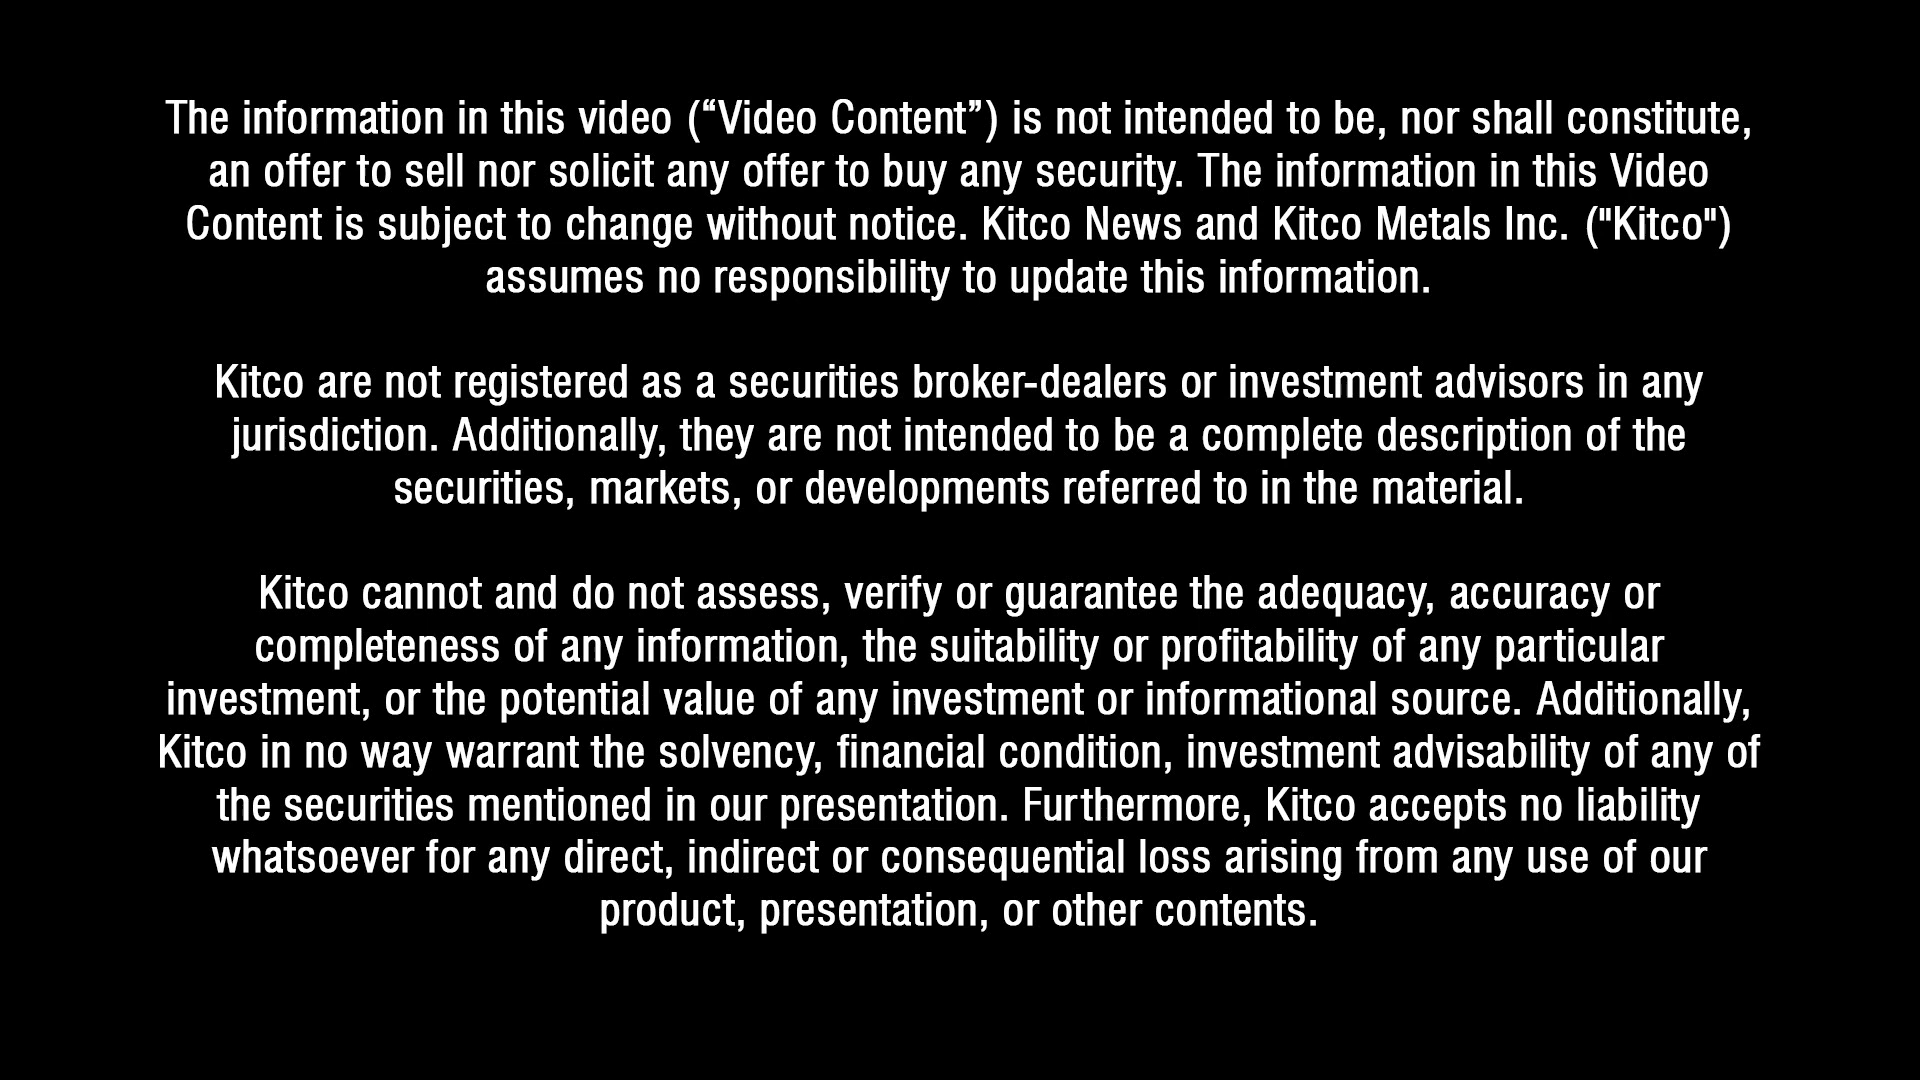 The information in this video (“Video Content”) is not intended to be, nor shall constitute,
an offer to sell nor solicit any offer to buy any security. The information in this Video
Content is subject to change without notice. Kitco News and Kitco Metals Inc. ("Kitco")
assumes no responsibility to update this information.
Kitco are not registered as a securities broker-dealers or investment advisors in any
jurisdiction. Additionally, they are not intended to be a complete description of the
securities, markets, or developments referred to in the material.
Kitco cannot and do not assess, verify or guarantee the adequacy, accuracy or
completeness of any information, the suitability or profitability of any particular
investment, or the potential value of any investment or informational source. Additionally,
Kitco in no way warrant the solvency, financial condition, investment advisability of any of
the securities mentioned in our presentation. Furthermore, Kitco accepts no liability
whatsoever for any direct, indirect or consequential loss arising from any use of our
product, presentation, or other contents.